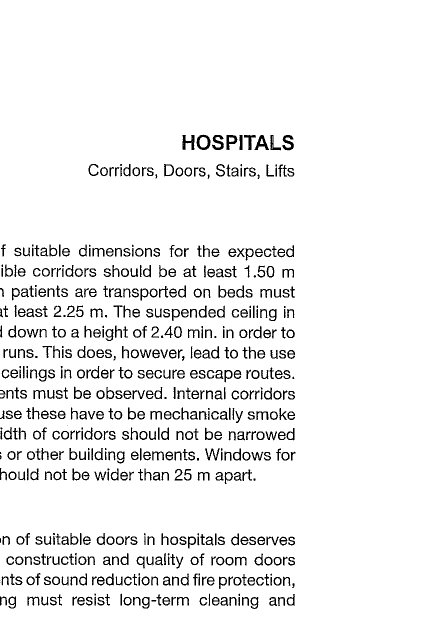 HOSPITALS
Corridors, Doors, Stairs, Lifts
f suitable dimensions for the expected
ible corridors should be at least 1.50 m
patients are transported on beds must
at least 2.25 m. The suspended ceiling in
down to a height of 2.40 min. in order to
runs. This does, however, lead to the use
ceilings in order to secure escape routes.
ents must be observed. Internal corridors
use these have to be mechanically smoke
idth of corridors should not be narrowed
s or other building elements. Windows for
hould not be wider than 25 m apart.
on of suitable doors in hospitals deserves
construction and quality of room doors
nts of sound reduction and fire protection,
ng must resist long-term cleaning and